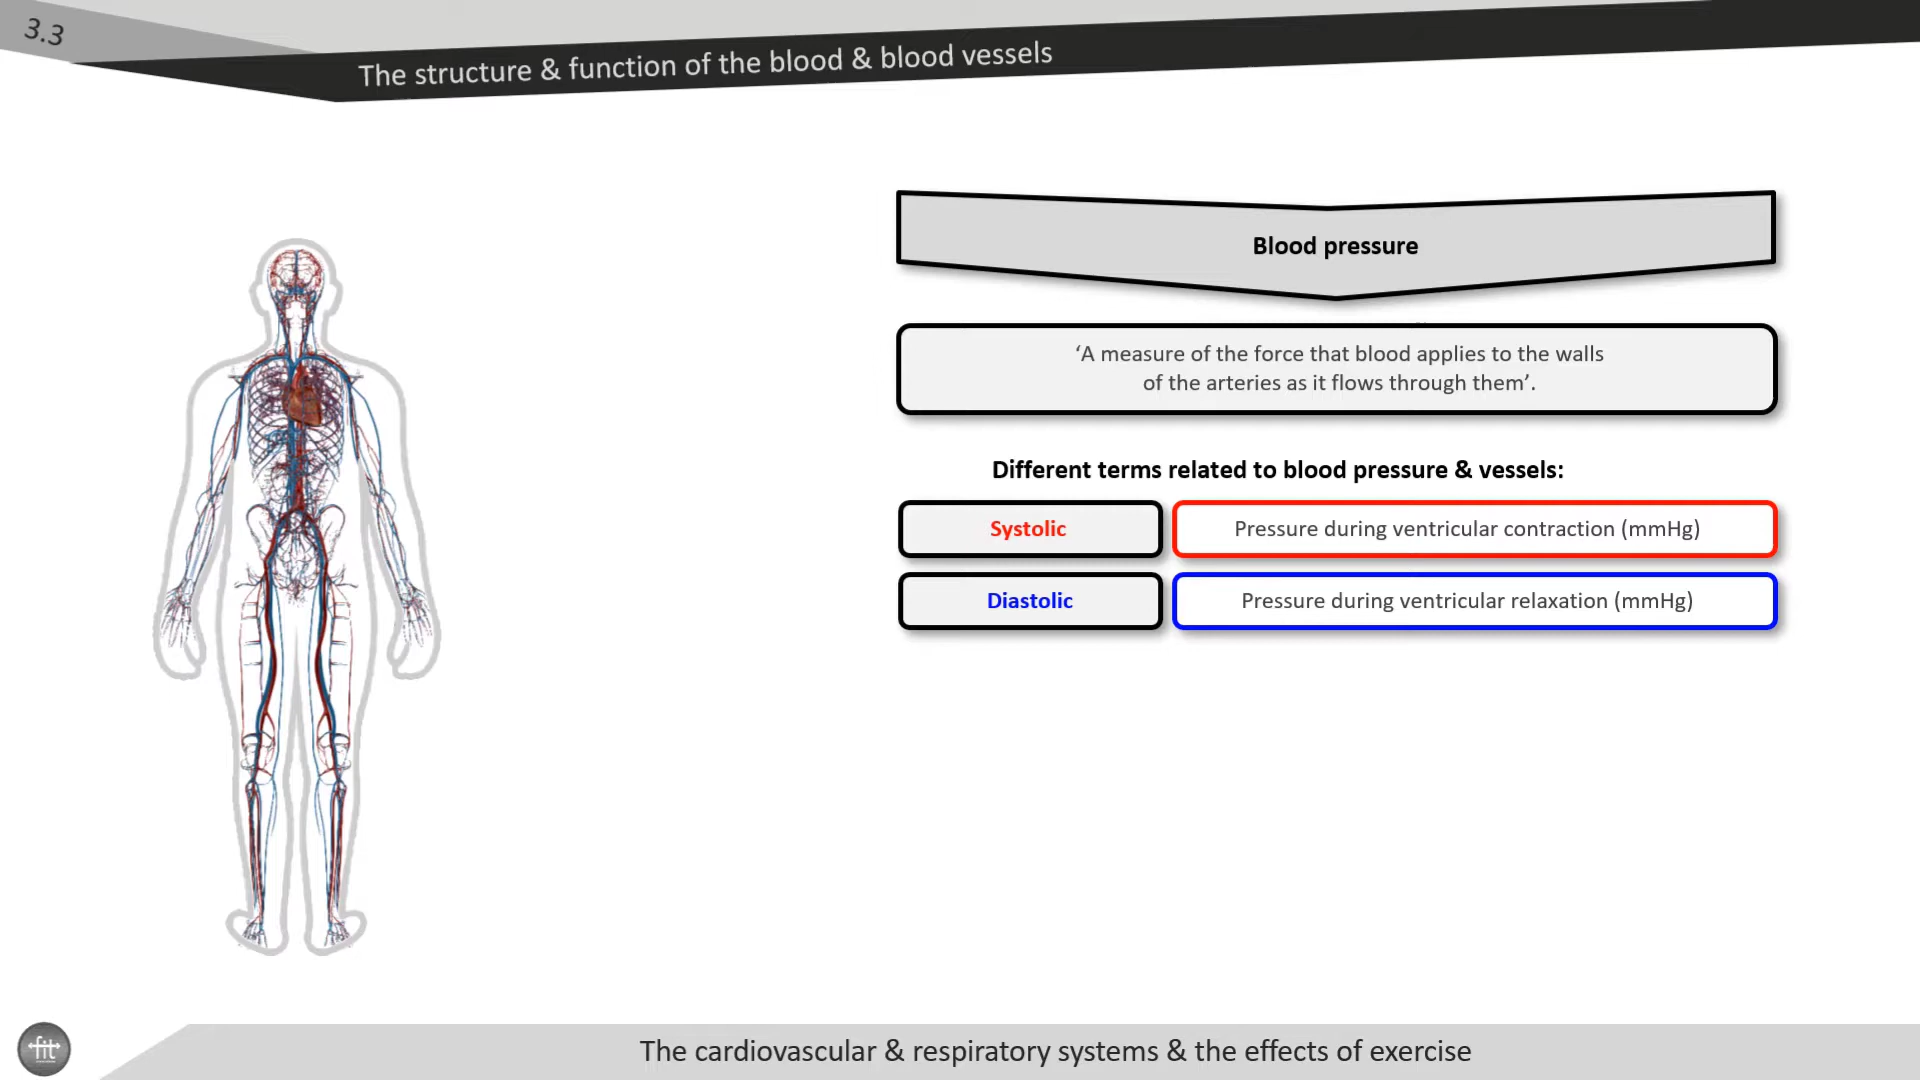 3.3
The structure & function of the blood & blood vessels
Blood pressure
‘A measure of the force that blood applies to the walls
of the arteries as it flows through them’.
Different terms related to blood pressure & vessels:
Systolic
Pressure during ventricular contraction (mmHg)
Diastolic
Pressure during ventricular relaxation (mmHg)
fit
The cardiovascular & respiratory systems & the effects of exercise